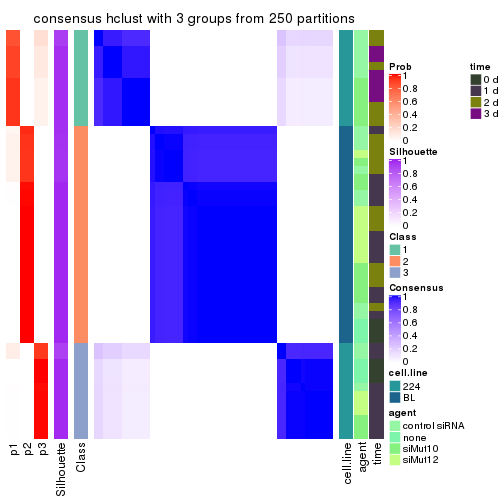 consensus hclust with 3 groups from 250 partitions
Prob
1
0.8
0.6
0.4
0.2
0
time
0 d
1 d
2 d
3 d
Silhouette
1
0.8
0.6
0.4
0.2
0
Class
1
2
3
Consensus
1
0.8
0.6
0.4
0.2
0
cell.line
224
BL
agent
control siRNA
none
siMut10
siMut12
p1
p2
p3
Silhouette
Class
cell.line
agent
time